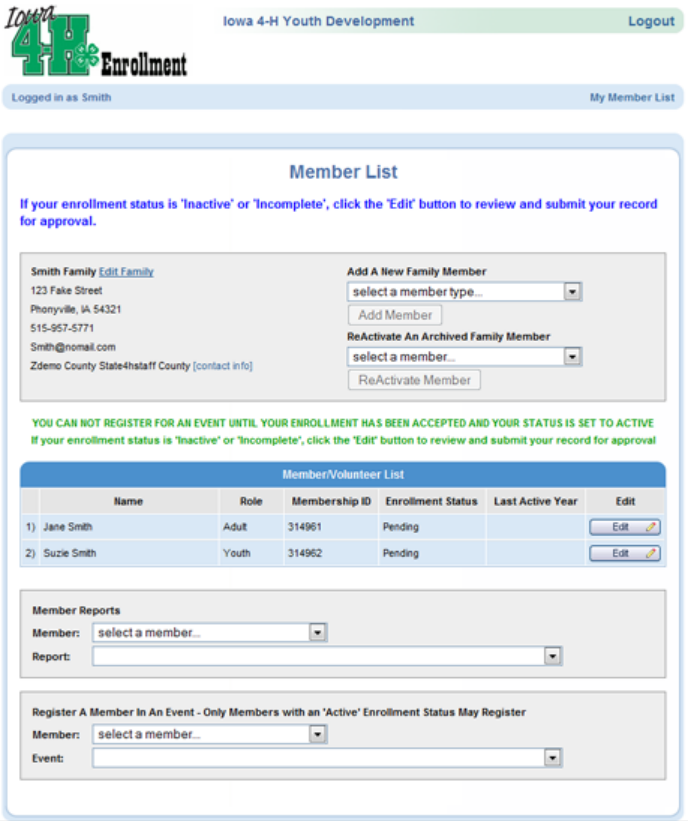 Iowa
4-H
Enrollment
Iowa 4-H Youth Development
Logout
Logged in as Smith
My Member List
Member List
If your enrollment status is 'Inactive' or 'Incomplete', click the 'Edit' button to review and submit your record
for approval.
Smith Family Edit Family
123 Fake Street
Phonyville, IA 54321
515-957-5771
Smith@nomail.com
Zdemo County State4hstaff County [contact info]
Add A New Family Member
select a member type...
Add Member
ReActivate An Archived Family Member
select a member...
ReActivate Member
YOU CAN NOT REGISTER FOR AN EVENT UNTIL YOUR ENROLLMENT HAS BEEN ACCEPTED AND YOUR STATUS IS SET TO ACTIVE
If your enrollment status is 'Inactive' or 'Incomplete', click the 'Edit' button to review and submit your record for approval
Member/Volunteer List
Name Role Membership ID Enrollment Status Last Active Year Edit
1) Jane Smith Adult 314961 Pending Edit
2) Suzie Smith Youth 314962 Pending Edit
Member Reports
Member: select a member...
Report:
Register A Member In An Event - Only Members with an 'Active' Enrollment Status May Register
Member: select a member...
Event: